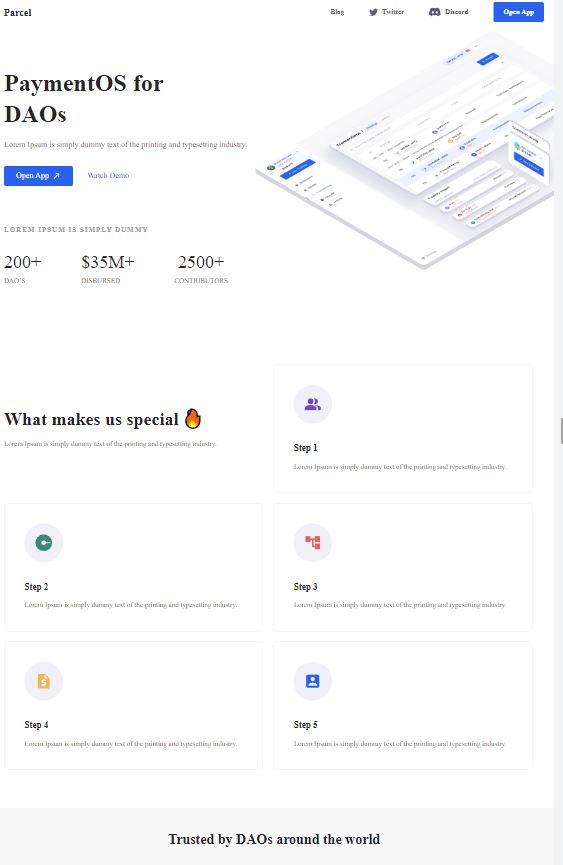 Parcel
Blog Twitter Discord Open App
PaymentOS for
DAOs
Lorem Ipsum is simply dummy text of the printing and typesetting industry.
Open App ↗ Watch Demo
LOREM IPSUM IS SIMPLY DUMMY
200+ $35M+ 2500+
DAO'S DISBURSED CONTRIBUTORS
What makes us special 🔥
Lorem Ipsum is simply dummy text of the printing and typesetting industry.
Step 1
Lorem Ipsum is simply dummy text of the printing and typesetting industry.
Step 2
Lorem Ipsum is simply dummy text of the printing and typesetting industry.
Step 3
Lorem Ipsum is simply dummy text of the printing and typesetting industry.
Step 4
Lorem Ipsum is simply dummy text of the printing and typesetting industry.
Step 5
Lorem Ipsum is simply dummy text of the printing and typesetting industry.
Trusted by DAOs around the world